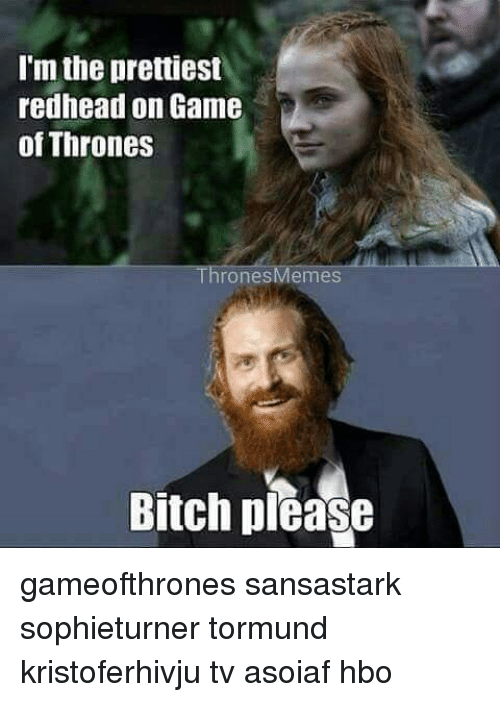 I'm the prettiest
redhead on Game
of Thrones
ThronesMemes
Bitch please
gameofthrones sansastark
sophieturner tormund
kristoferhivju tv asoiaf hbo